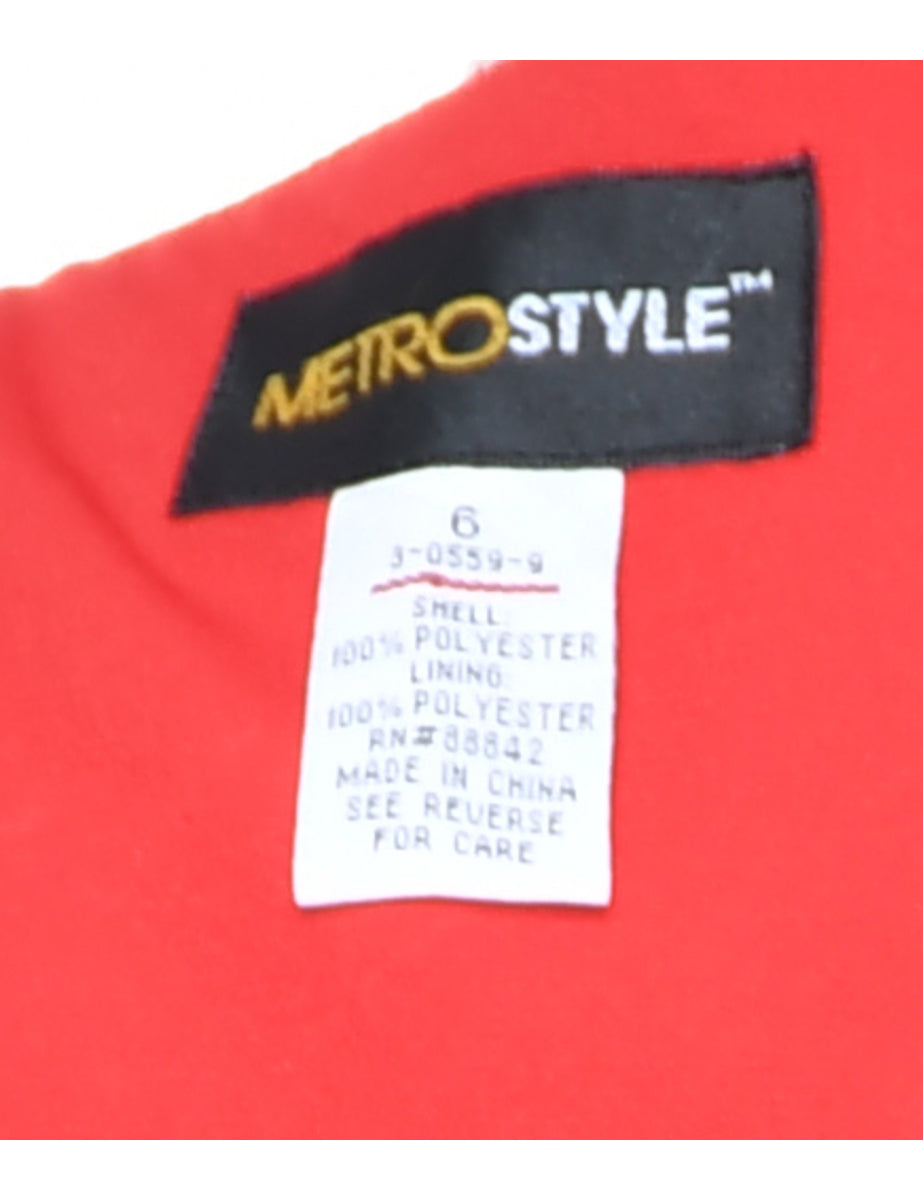 METROSTYLE™
6
3-0559-9
SHELL:
100% POLYESTER
LINING:
100% POLYESTER
RN#88842
MADE IN CHINA
SEE REVERSE
FOR CARE